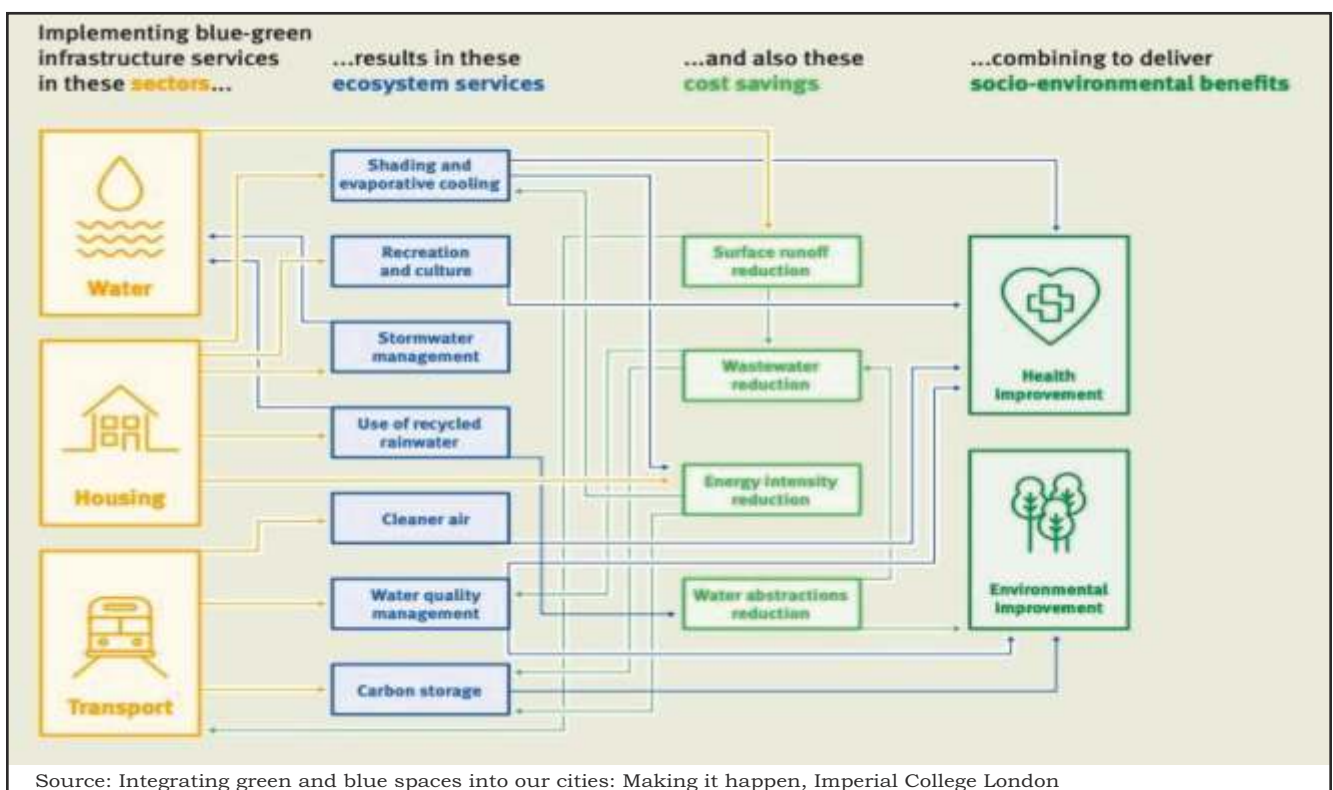 Implementing blue-green
infrastructure services
in these sectors...
...results in these
ecosystem services
...and also these
cost savings
...combining to deliver
socio-environmental benefits
Water
Housing
Transport
Shading and
evaporative cooling
Recreation
and culture
Stormwater
management
Use of recycled
rainwater
Cleaner air
Water quality
management
Carbon storage
Surface runoff
reduction
Wastewater
reduction
Energy intensity
reduction
Water abstractions
reduction
Health
improvement
Environmental
improvement
Source: Integrating green and blue spaces into our cities: Making it happen, Imperial College London